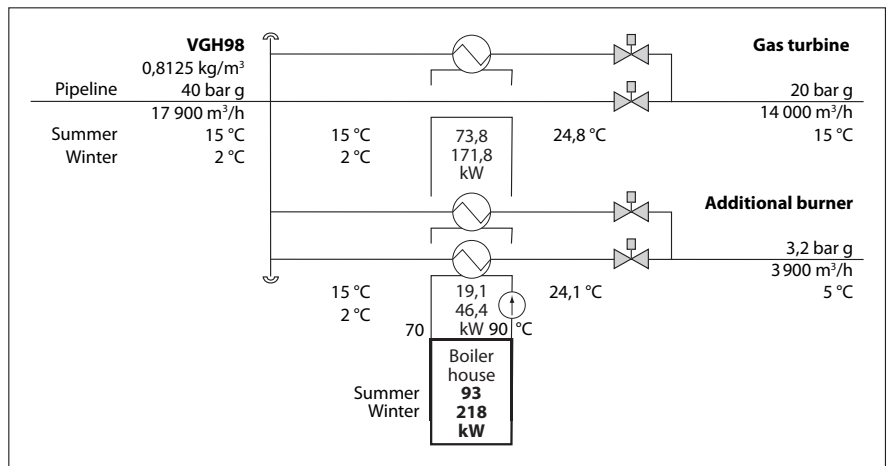 VGH98
Gas turbine
0,8125 kg/m³
Pipeline 40 bar g 20 bar g
17 900 m³/h 14 000 m³/h
Summer 15 °C 15 °C 73,8 24,8 °C 15 °C
Winter 2 °C 2 °C 171,8
kW
Additional burner
3,2 bar g
3 900 m³/h
15 °C 19,1 24,1 °C 5 °C
2 °C 46,4
70 kW 90 °C
Boiler
house
Summer 93
Winter 218
kW